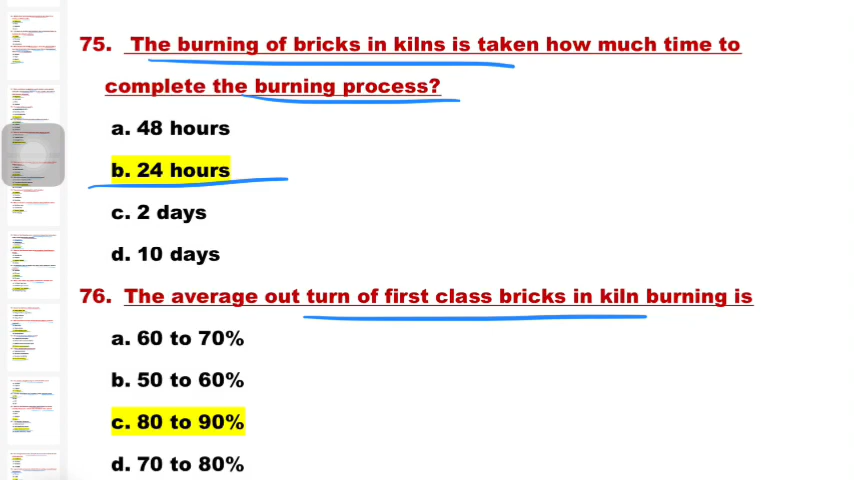 75. The burning of bricks in kilns is taken how much time to
complete the burning process?
a. 48 hours
b. 24 hours
c. 2 days
d. 10 days
76. The average out turn of first class bricks in kiln burning is
a. 60 to 70%
b. 50 to 60%
c. 80 to 90%
d. 70 to 80%